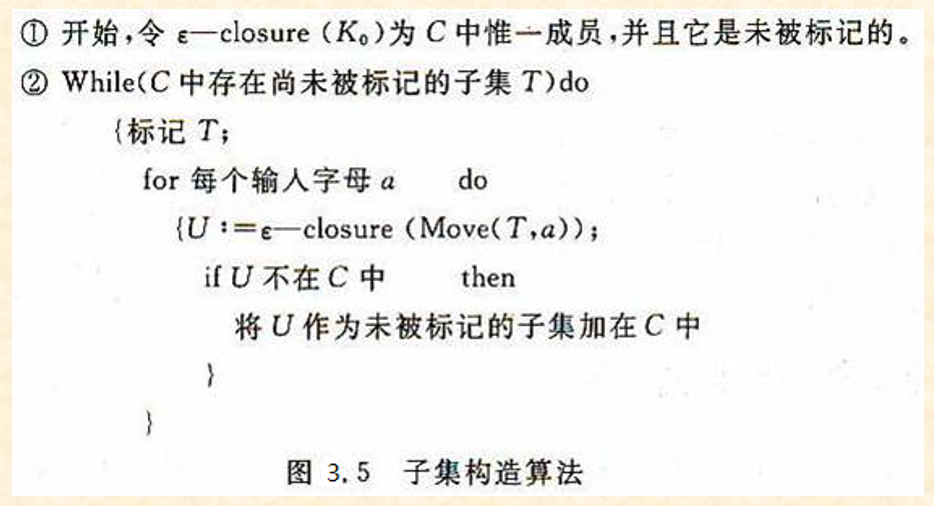 ① 开始,令 ε—closure (K₀)为 C 中惟一成员,并且它是未被标记的。
② While(C 中存在尚未被标记的子集 T)do
{标记 T;
for 每个输入字母 a do
{U :=ε—closure (Move(T,a));
if U 不在 C 中 then
将 U 作为未被标记的子集加在 C 中
}
}
图 3.5 子集构造算法